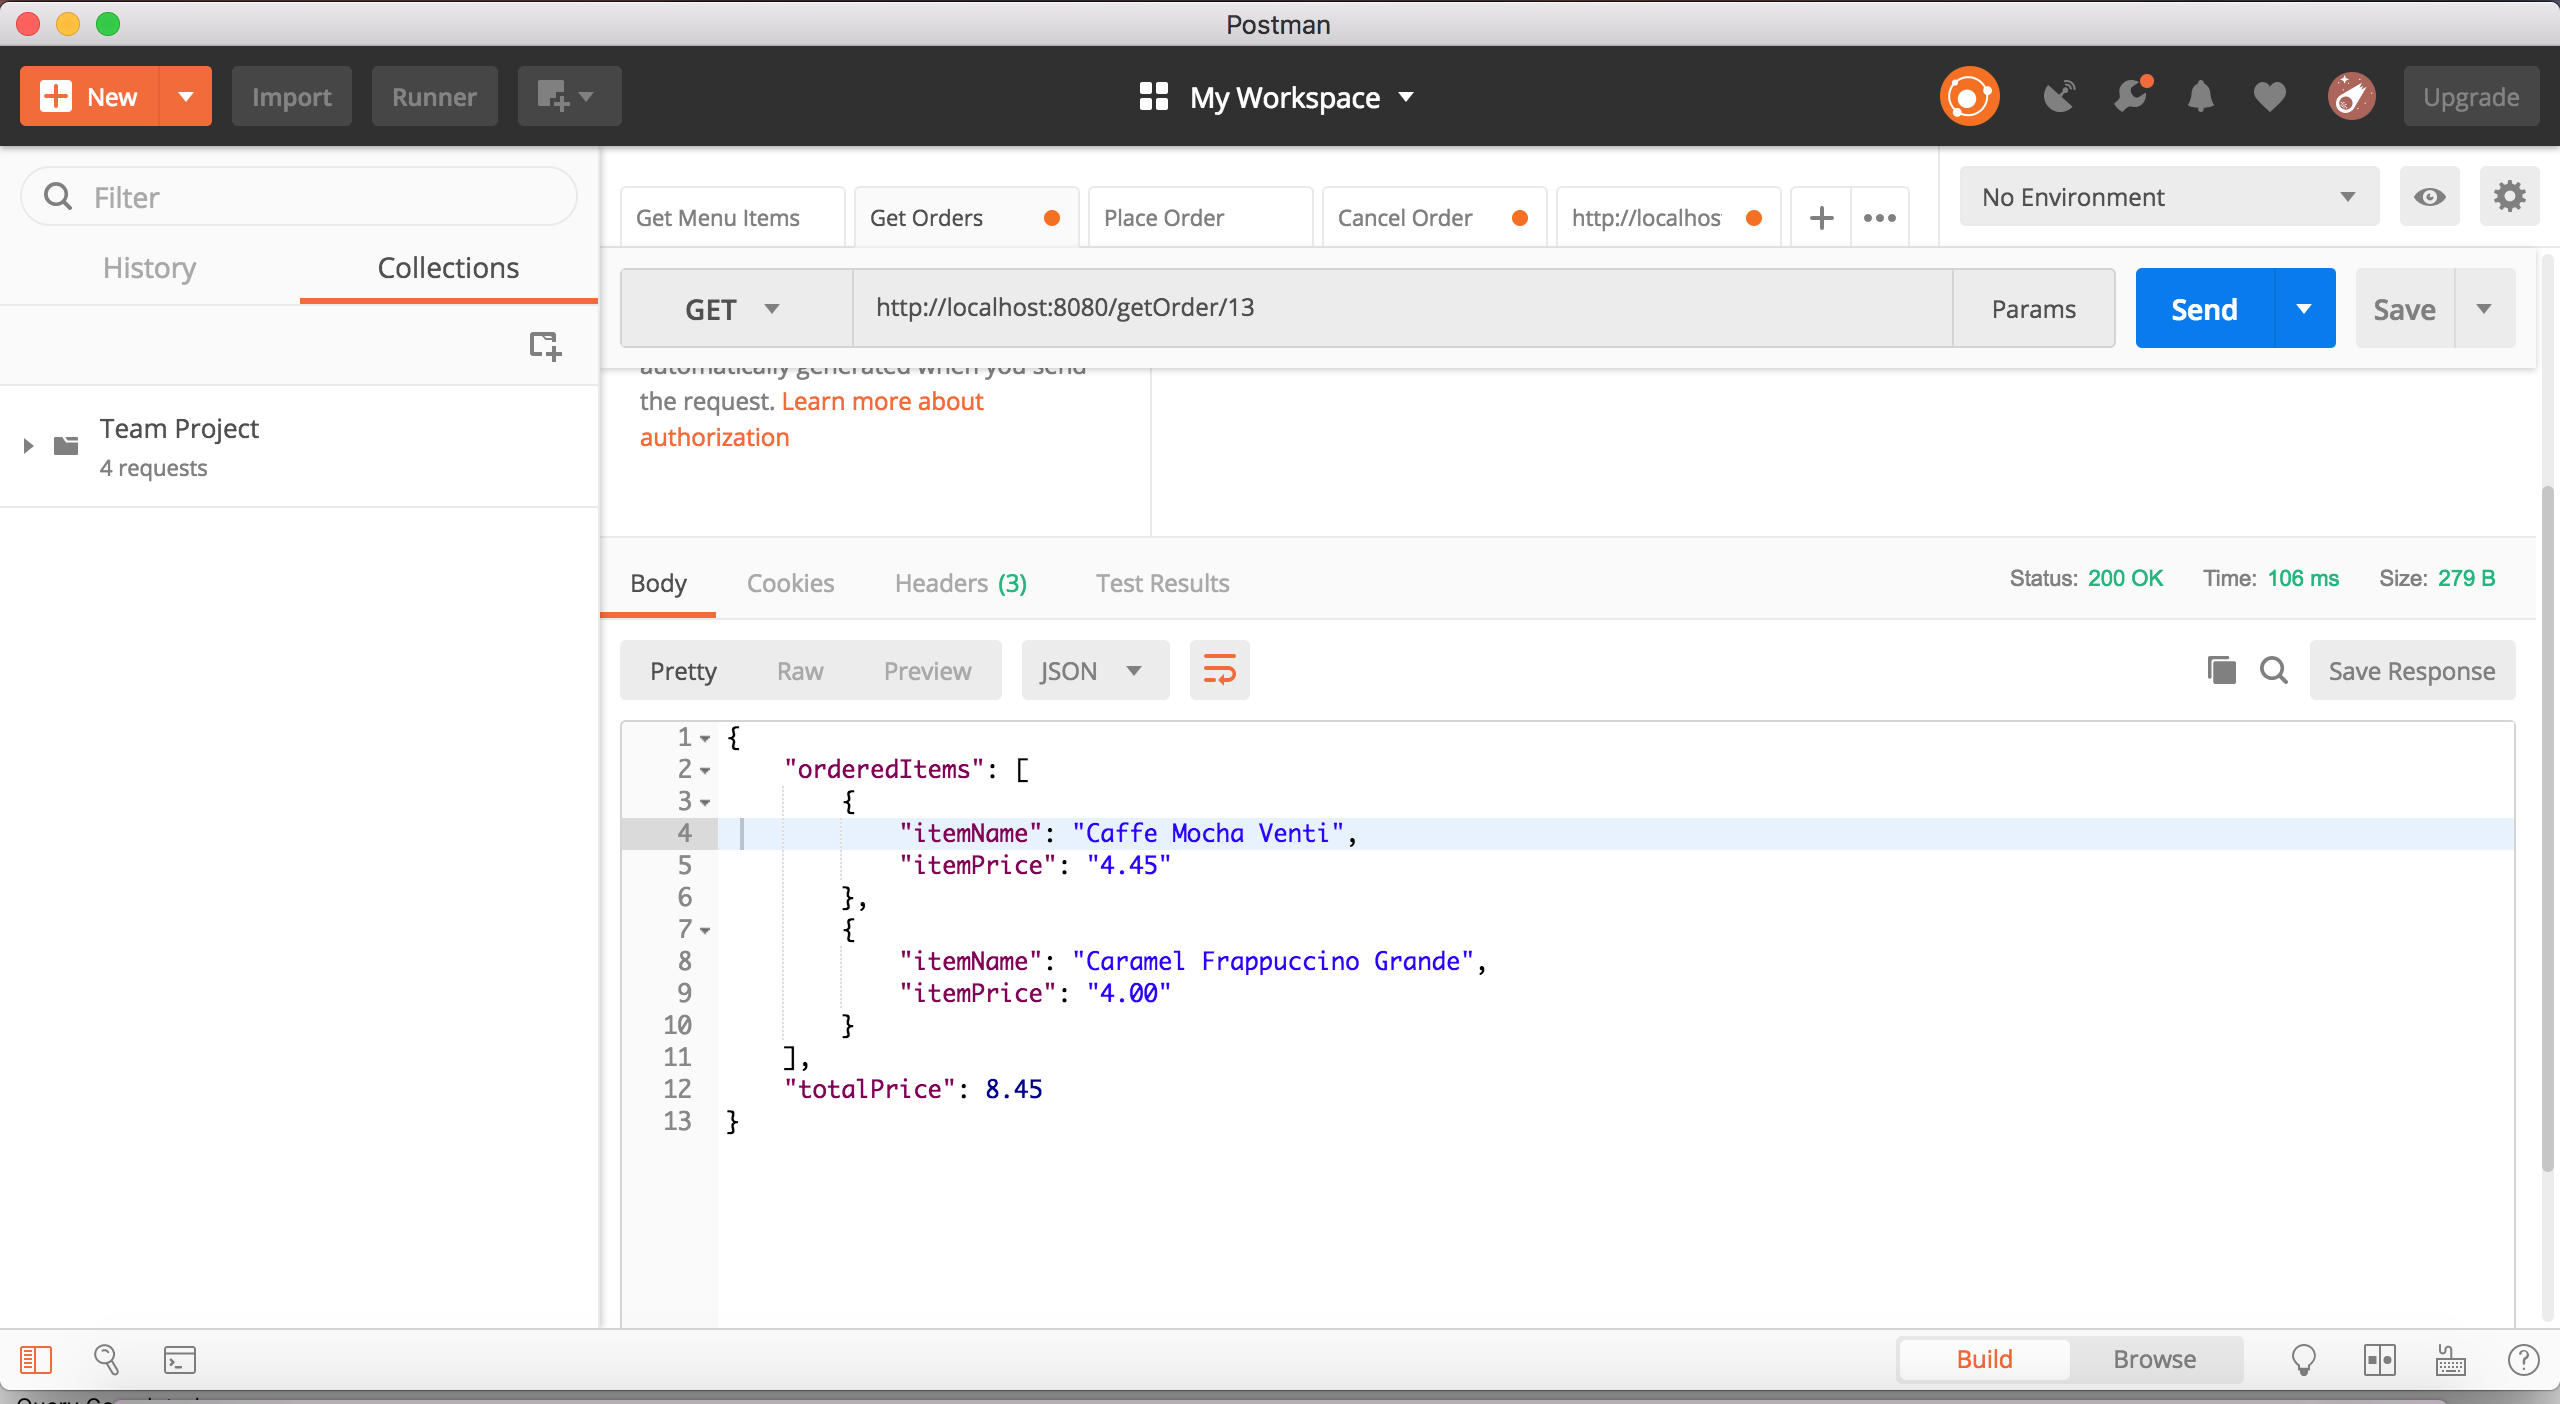 Postman
New
Import
Runner
My Workspace
Upgrade
Filter
History
Collections
Team Project
4 requests
Get Menu Items
Get Orders
Place Order
Cancel Order
http://localhos
No Environment
GET
http://localhost:8080/getOrder/13
Params
Send
Save
automatically generated when you send
the request. Learn more about
authorization
Body
Cookies
Headers (3)
Test Results
Status: 200 OK
Time: 106 ms
Size: 279 B
Pretty
Raw
Preview
JSON
Save Response
1 {
2 "orderedItems": [
3 {
4 "itemName": "Caffe Mocha Venti",
5 "itemPrice": "4.45"
6 },
7 {
8 "itemName": "Caramel Frappuccino Grande",
9 "itemPrice": "4.00"
10 }
11 ],
12 "totalPrice": 8.45
13 }
Build
Browse